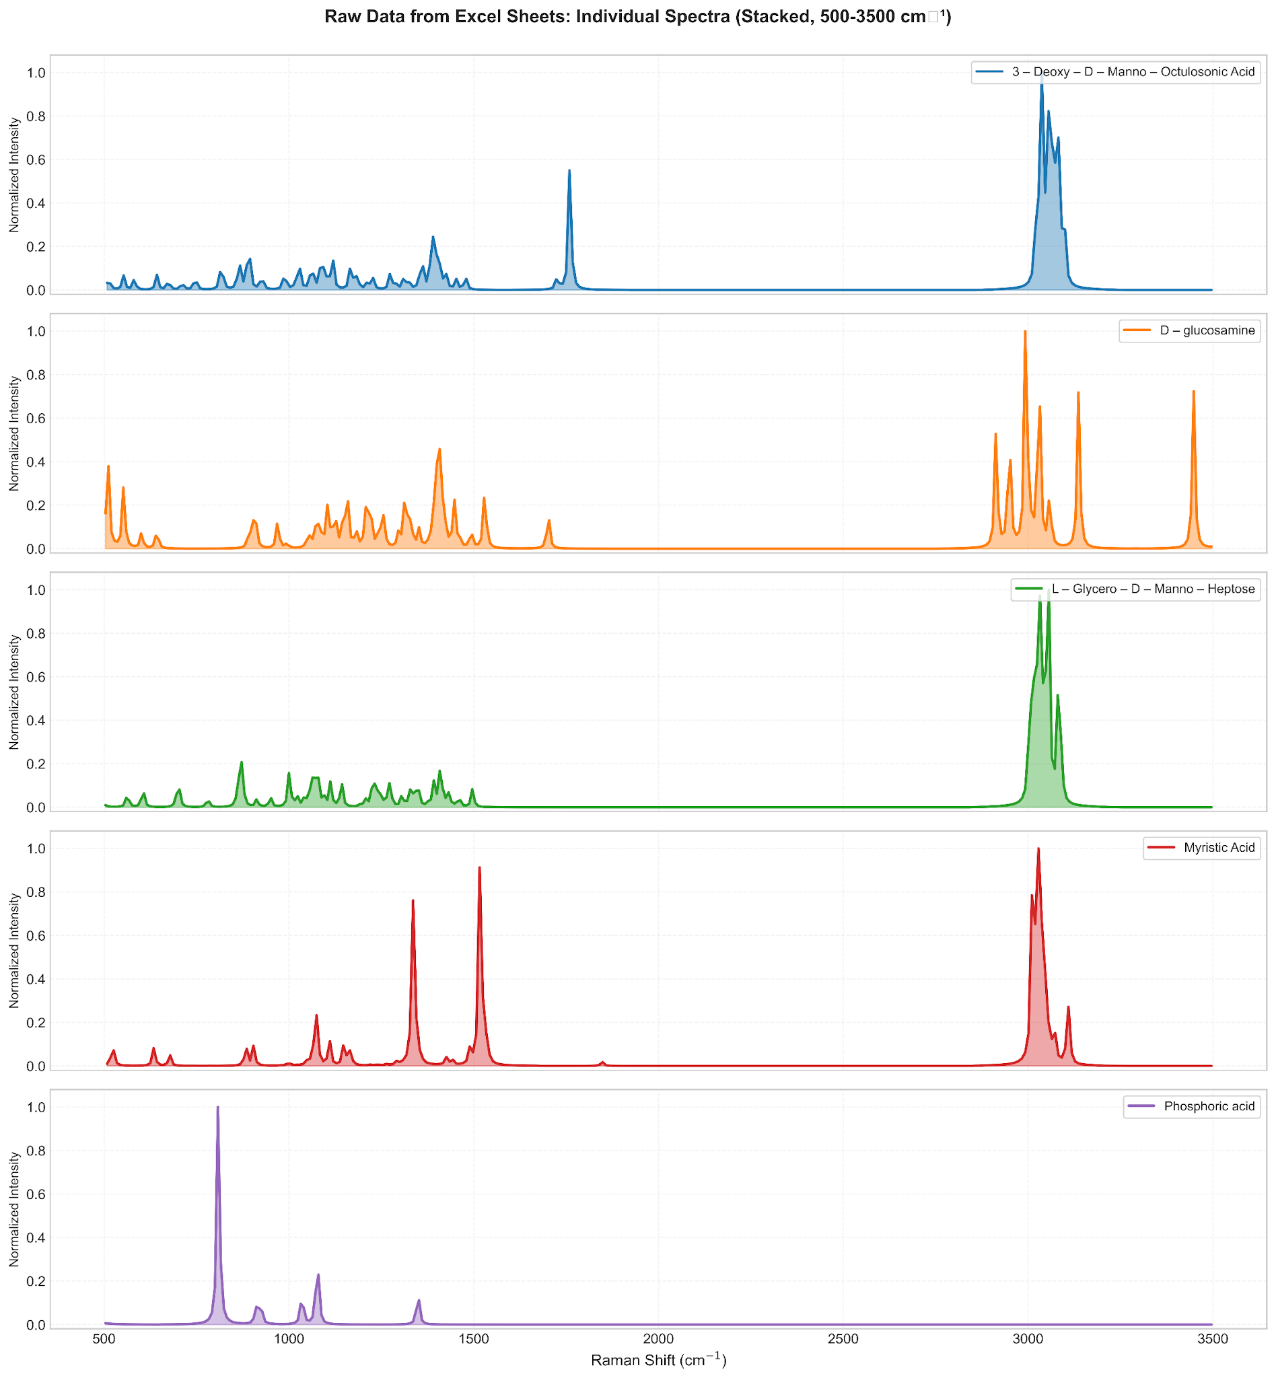 Raw Data from Excel Sheets: Individual Spectra (Stacked, 500-3500 cm□¹)
3 – Deoxy – D – Manno – Octulosonic Acid
Normalized Intensity
1.0
0.8
0.6
0.4
0.2
0.0
D – glucosamine
Normalized Intensity
1.0
0.8
0.6
0.4
0.2
0.0
L – Glycero – D – Manno – Heptose
Normalized Intensity
1.0
0.8
0.6
0.4
0.2
0.0
Myristic Acid
Normalized Intensity
1.0
0.8
0.6
0.4
0.2
0.0
Phosphoric acid
Normalized Intensity
1.0
0.8
0.6
0.4
0.2
0.0
500 1000 1500 2000 2500 3000 3500
Raman Shift (cm⁻¹)